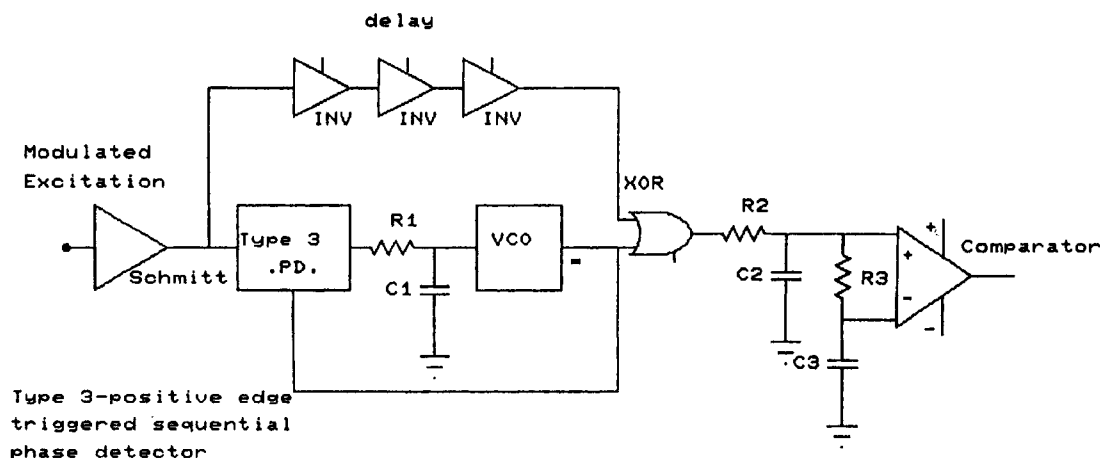 delay
INV INV INV
Modulated
Excitation
XOR
R1
R2
Type 3
.PD.
VCO
+
Comparator
Schmitt
C1
-
C2
R3
+
-
-
C3
Type 3-positive edge
triggered sequential
phase detector